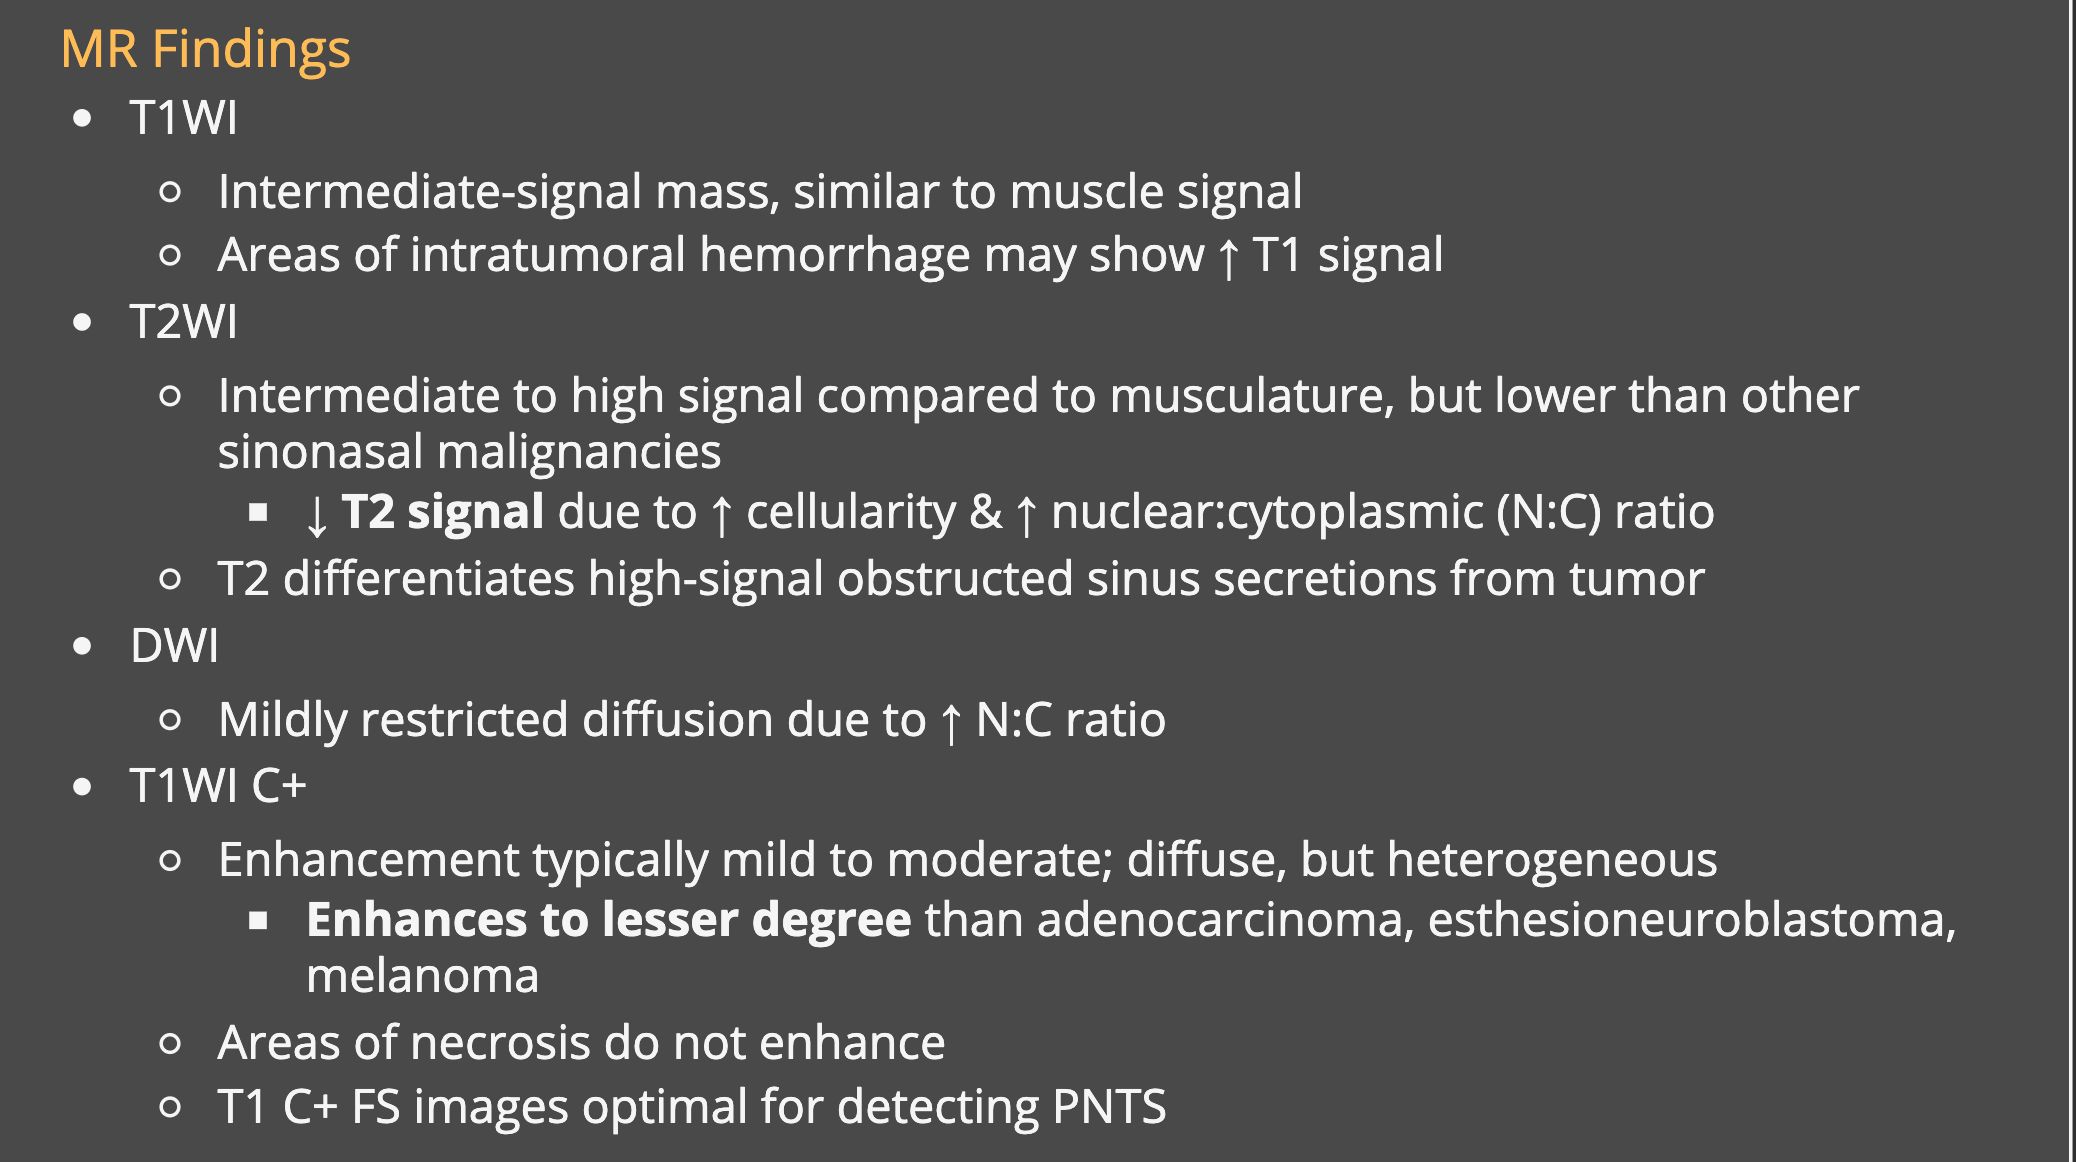 MR Findings
• T1WI
○ Intermediate-signal mass, similar to muscle signal
○ Areas of intratumoral hemorrhage may show ↑ T1 signal
• T2WI
○ Intermediate to high signal compared to musculature, but lower than other
sinonasal malignancies
▪ ↓ T2 signal due to ↑ cellularity & ↑ nuclear:cytoplasmic (N:C) ratio
○ T2 differentiates high-signal obstructed sinus secretions from tumor
• DWI
○ Mildly restricted diffusion due to ↑ N:C ratio
• T1WI C+
○ Enhancement typically mild to moderate; diffuse, but heterogeneous
▪ Enhances to lesser degree than adenocarcinoma, esthesioneuroblastoma,
melanoma
○ Areas of necrosis do not enhance
○ T1 C+ FS images optimal for detecting PNTS